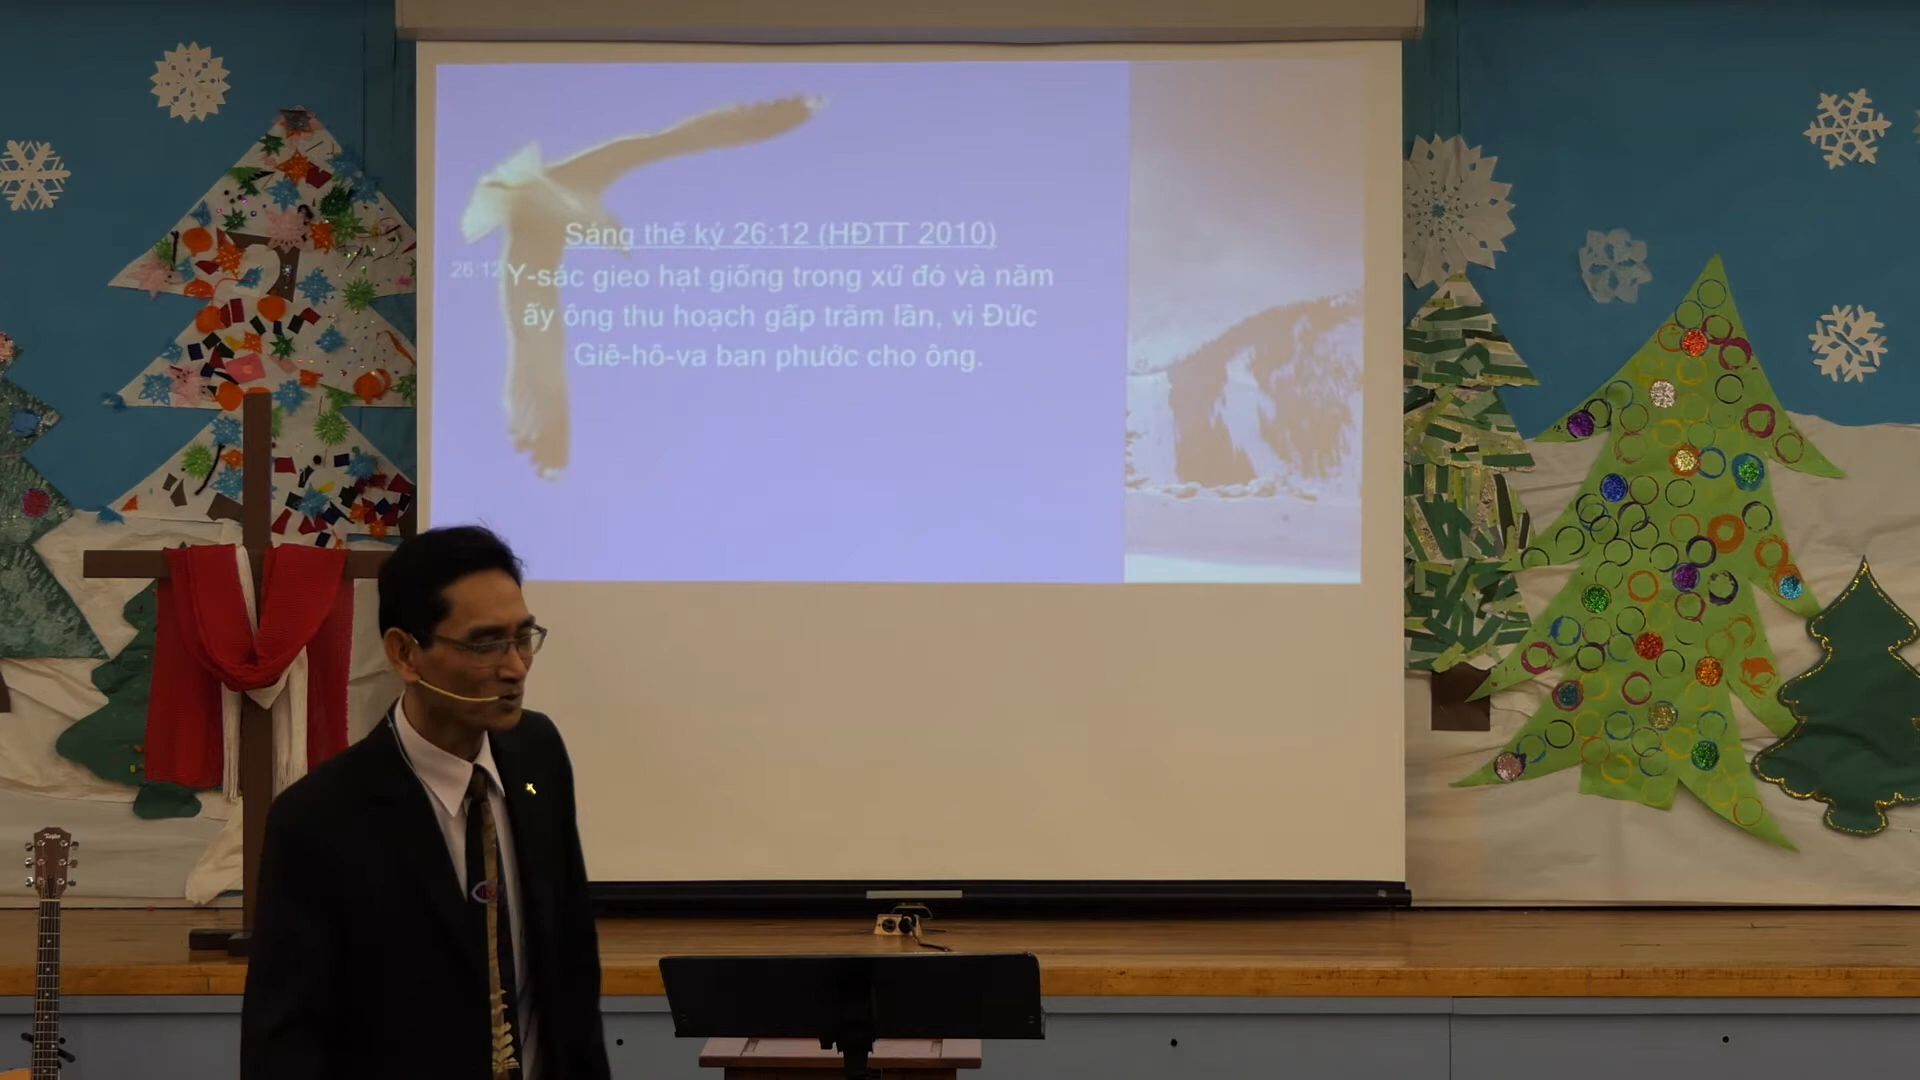 Sáng thế ký 26:12 (HĐTT 2010)
26:12 Y-sác gieo hạt giống trong xứ đó và năm
ấy ông thu hoạch gấp trăm lần, vì Đức
Giê-hô-va ban phước cho ông.
Taylor